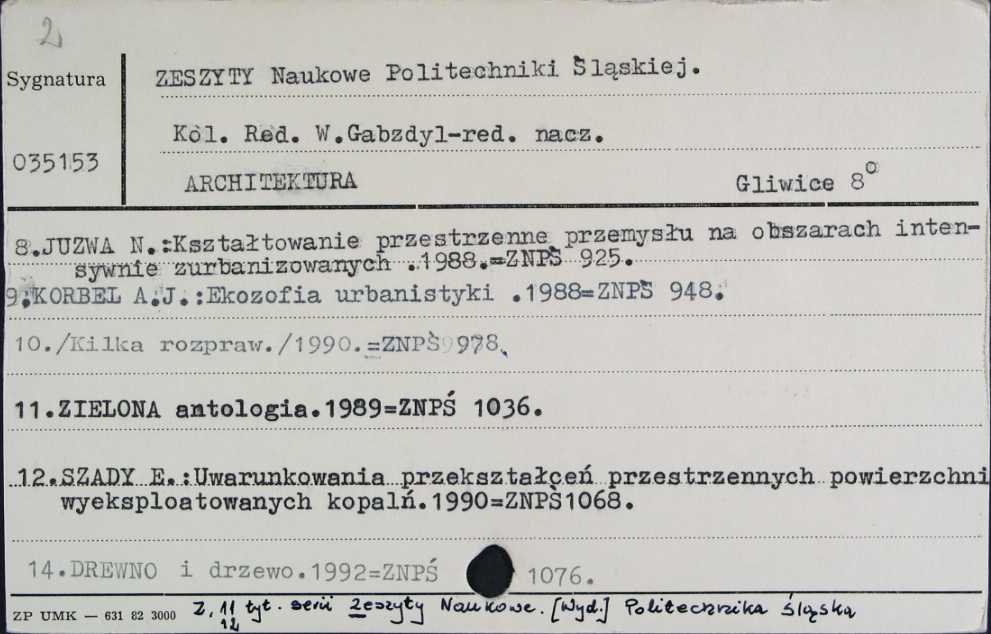 2
Sygnatura
ZESZYTY Naukowe Politechniki Śląskiej.
Kol. Red. W.Gabzdyl-red. nacz.
035153
ARCHITEKTURA Gliwice 8°
8.JUZWA N.:Kształtowanie przestrzenne przemysłu na obszarach inten-
sywnie zurbanizowanych .1988.=ZNPŚ 925.
9.KORBEL A.J.:Ekozofia urbanistyki .1988=ZNPŚ 948.
10./Kilka rozpraw./1990.=ZNPŚ 978.
11.ZIELONA antologia.1989=ZNPŚ 1036.
12.SZADY E.:Uwarunkowania przekształceń przestrzennych powierzchni
wyeksploatowanych kopalń.1990=ZNPŚ1068.
14.DREWNO i drzewo.1992=ZNPŚ 1076.
ZP UMK — 631 82 3000 Z. 11 tyt. serii Zeszyty Naukowe. [Wyd.] Politechnika Śląska
12